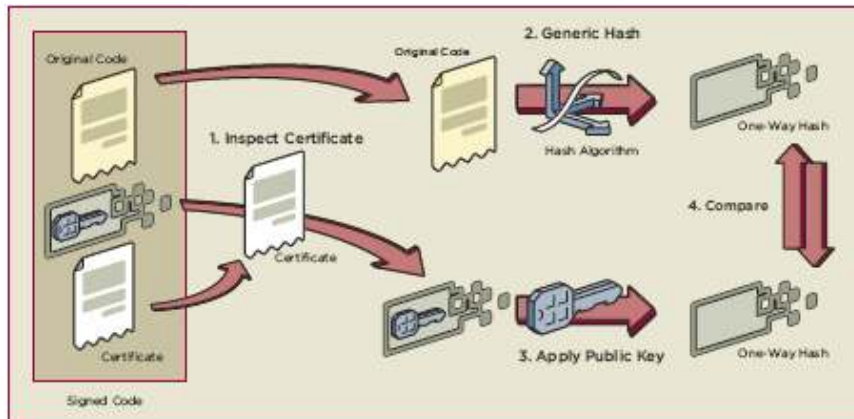 Original Code
Original Code
2. Generic Hash
Hash Algorithm
One-Way Hash
1. Inspect Certificate
Certificate
4. Compare
3. Apply Public Key
One-Way Hash
Certificate
Signed Code